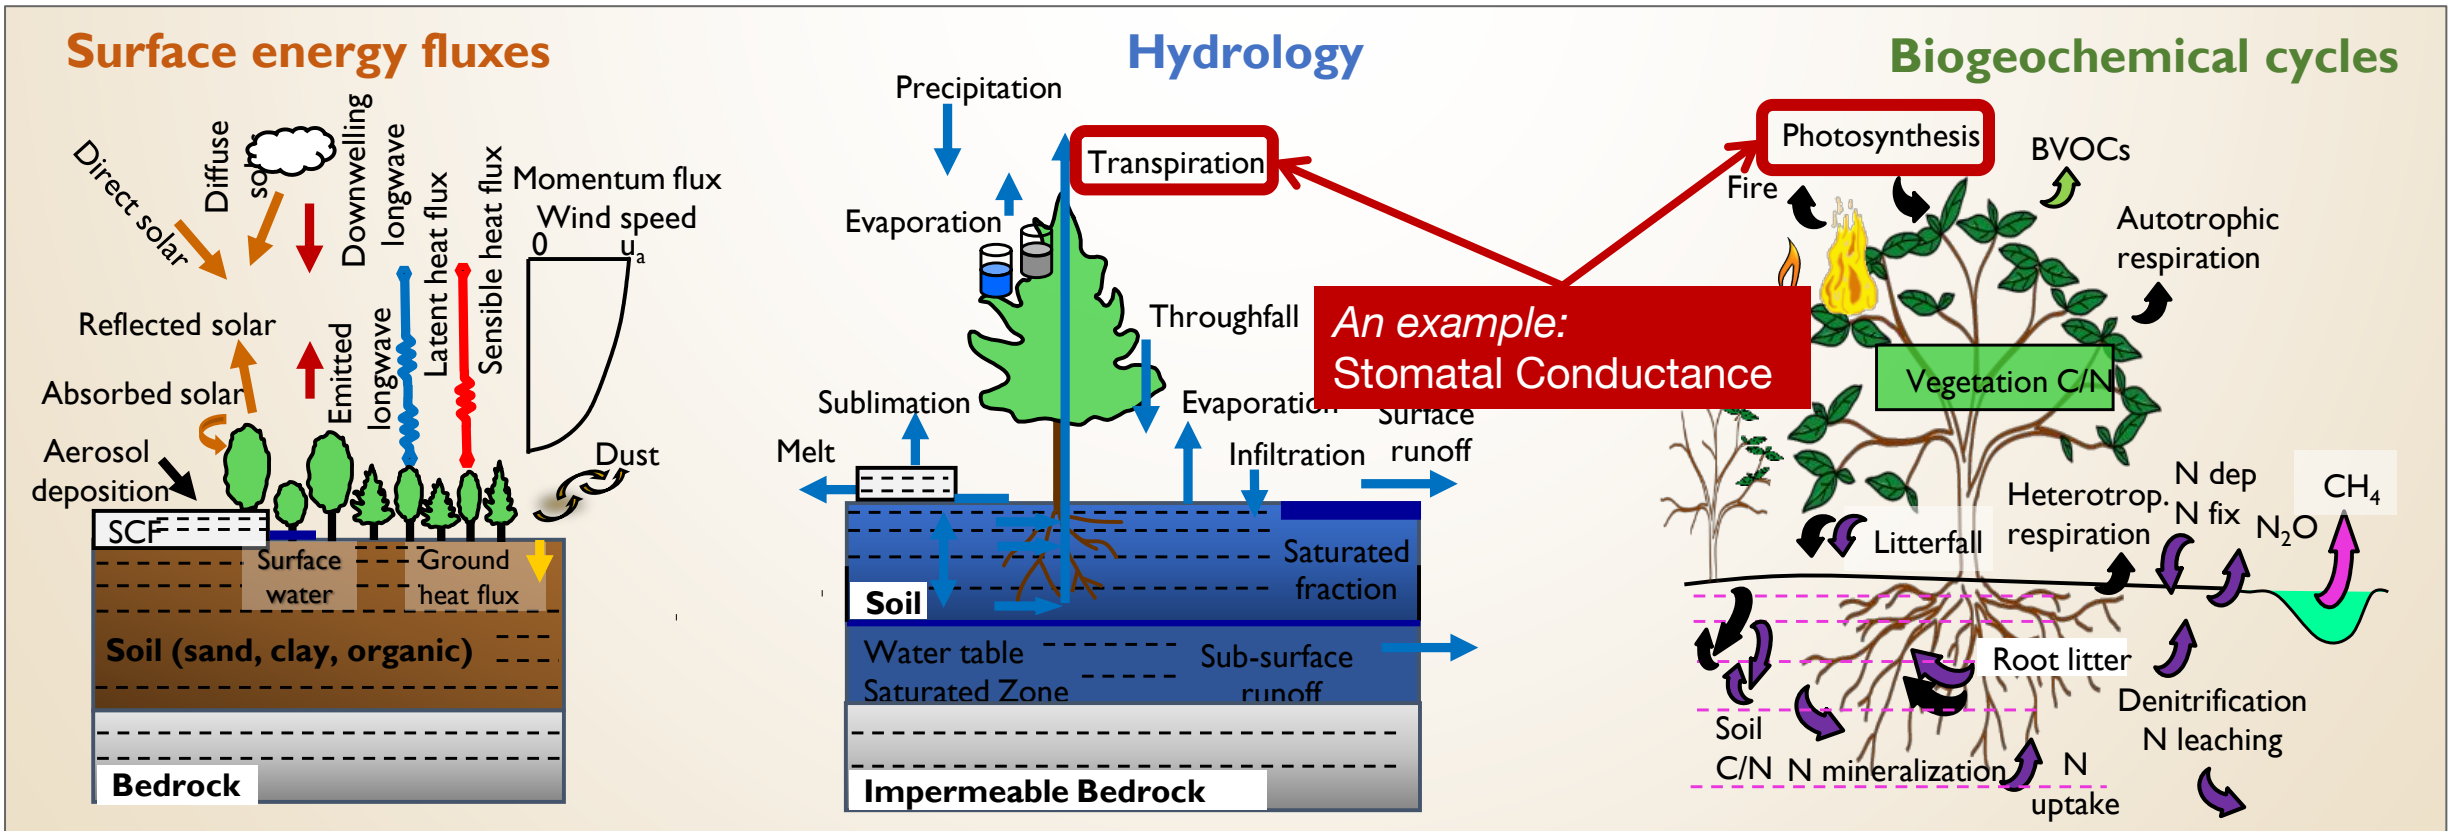 Surface energy fluxes
Direct solar
Diffuse
Downwelling
longwave
Latent heat flux
Sensible heat flux
Momentum flux
Wind speed
0
uₐ
Reflected solar
Absorbed solar
Emitted
longwave
Aerosol
deposition
Dust
SCF
Surface
water
Ground
heat flux
Soil (sand, clay, organic)
Bedrock
Hydrology
Precipitation
Transpiration
Evaporation
Throughfall
Sublimation
Evaporation
Melt
Infiltration
Surface
runoff
Saturated
fraction
Soil
Water table
Saturated Zone
Sub-surface
runoff
Impermeable Bedrock
An example:
Stomatal Conductance
Biogeochemical cycles
Photosynthesis
BVOCs
Fire
Autotrophic
respiration
Vegetation C/N
Heterotrop.
respiration
N dep
N fix
N₂O
CH₄
Litterfall
Root litter
Denitrification
N leaching
Soil
C/N
N mineralization
N
uptake